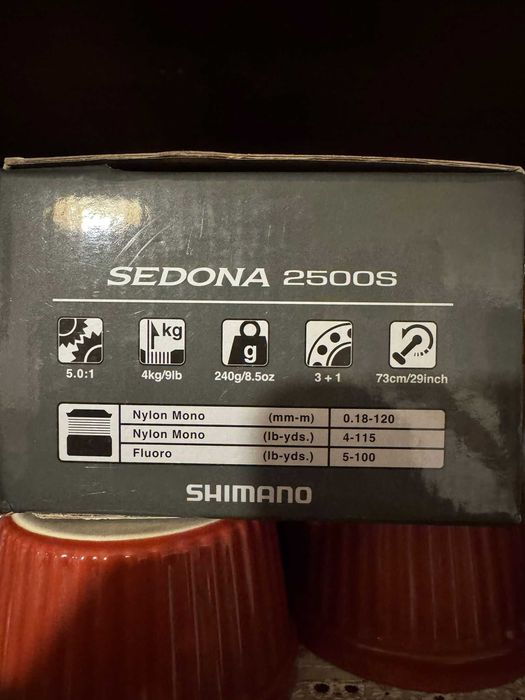 SEDONA 2500S
kg g
5.0:1 4kg/9lb 240g/8.5oz 3 + 1 73cm/29inch
Nylon Mono (mm-m) 0.18-120
Nylon Mono (lb-yds.) 4-115
Fluoro (lb-yds.) 5-100
SHIMANO